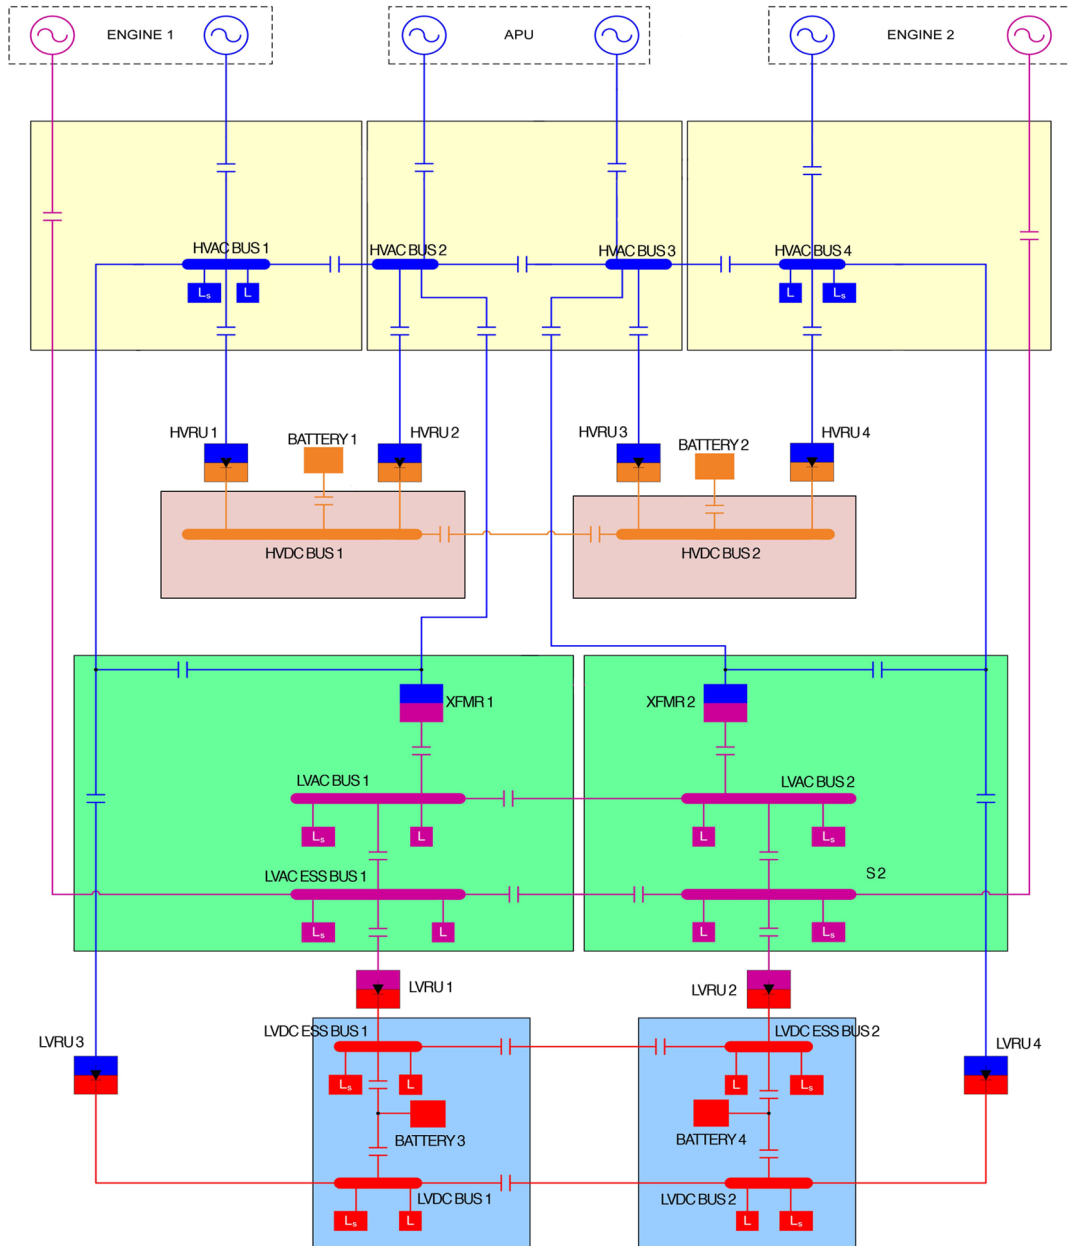 ENGINE 1
APU
ENGINE 2
HVAC BUS 1
HVAC BUS 2
HVAC BUS 3
HVAC BUS 4
Ls
L
L
Ls
HVRU 1
BATTERY 1
HVRU 2
HVRU 3
BATTERY 2
HVRU 4
HVDC BUS 1
HVDC BUS 2
XFMR 1
XFMR 2
LVAC BUS 1
LVAC BUS 2
Ls
L
L
Ls
LVAC ESS BUS 1
S 2
Ls
L
L
Ls
LVRU 1
LVRU 2
LVDC ESS BUS 1
LVDC ESS BUS 2
LVRU 3
LVRU 4
Ls
L
L
Ls
BATTERY 3
BATTERY 4
LVDC BUS 1
LVDC BUS 2
Ls
L
L
Ls